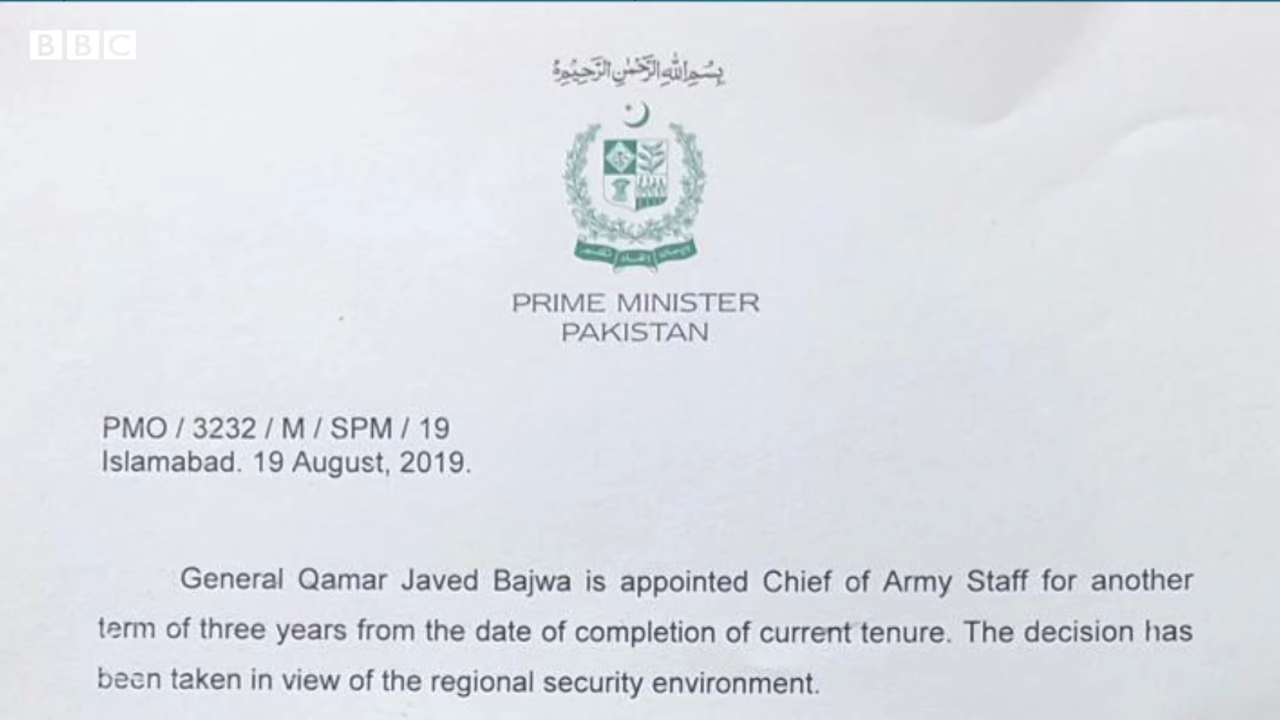 BBC
بِسْمِ اللهِ الرَّحْمٰنِ الرَّحِيْمِ
PRIME MINISTER
PAKISTAN
PMO / 3232 / M / SPM / 19
Islamabad. 19 August, 2019.
General Qamar Javed Bajwa is appointed Chief of Army Staff for another
term of three years from the date of completion of current tenure. The decision has
been taken in view of the regional security environment.